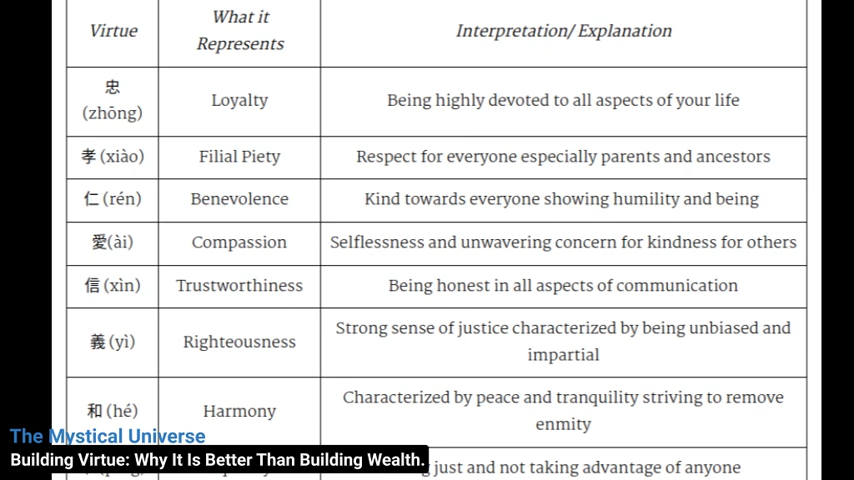 Virtue
What it
Represents
Interpretation/ Explanation
忠
(zhōng)
Loyalty
Being highly devoted to all aspects of your life
孝 (xiào)
Filial Piety
Respect for everyone especially parents and ancestors
仁 (rén)
Benevolence
Kind towards everyone showing humility and being
愛(ài)
Compassion
Selflessness and unwavering concern for kindness for others
信 (xìn)
Trustworthiness
Being honest in all aspects of communication
義 (yì)
Righteousness
Strong sense of justice characterized by being unbiased and
impartial
和 (hé)
Harmony
Characterized by peace and tranquility striving to remove
enmity
The Mystical Universe
Building Virtue: Why It Is Better Than Building Wealth.
just and not taking advantage of anyone